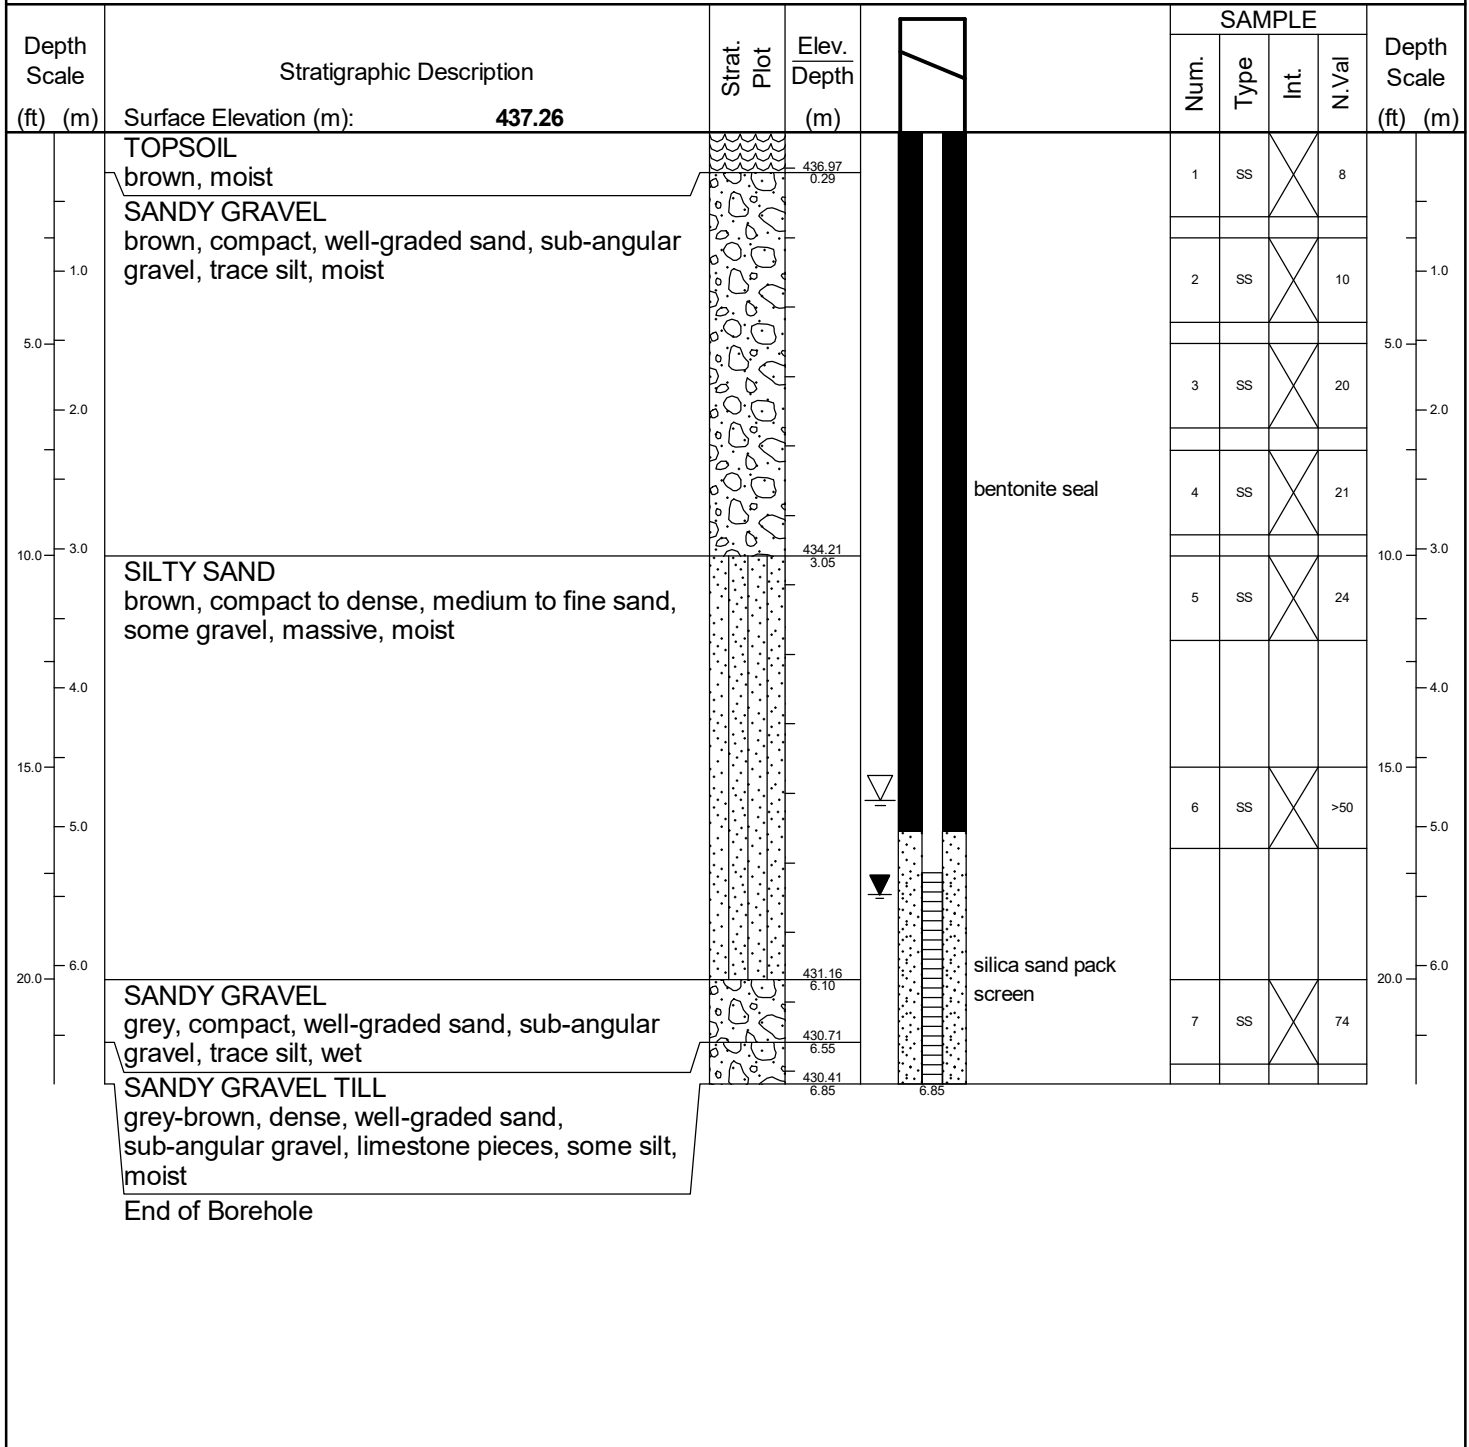 SAMPLE
Depth
Scale
(ft) (m)
Stratigraphic Description
Surface Elevation (m): 437.26
Strat.
Plot
Elev.
Depth
(m)
Num.
Type
Int.
N.Val
Depth
Scale
(ft) (m)
TOPSOIL
brown, moist
436.97
0.29
1 SS 8
SANDY GRAVEL
brown, compact, well-graded sand, sub-angular
gravel, trace silt, moist
1.0
2 SS 10
1.0
5.0
5.0
3 SS 20
2.0
2.0
bentonite seal
4 SS 21
3.0
10.0
434.21
3.05
10.0
3.0
SILTY SAND
brown, compact to dense, medium to fine sand,
some gravel, massive, moist
5 SS 24
4.0
4.0
15.0
15.0
6 SS >50
5.0
5.0
silica sand pack
screen
6.0
20.0
431.16
6.10
6.0
20.0
SANDY GRAVEL
grey, compact, well-graded sand, sub-angular
gravel, trace silt, wet
430.71
6.55
7 SS 74
SANDY GRAVEL TILL
grey-brown, dense, well-graded sand,
sub-angular gravel, limestone pieces, some silt,
moist
430.41
6.85
6.85
End of Borehole